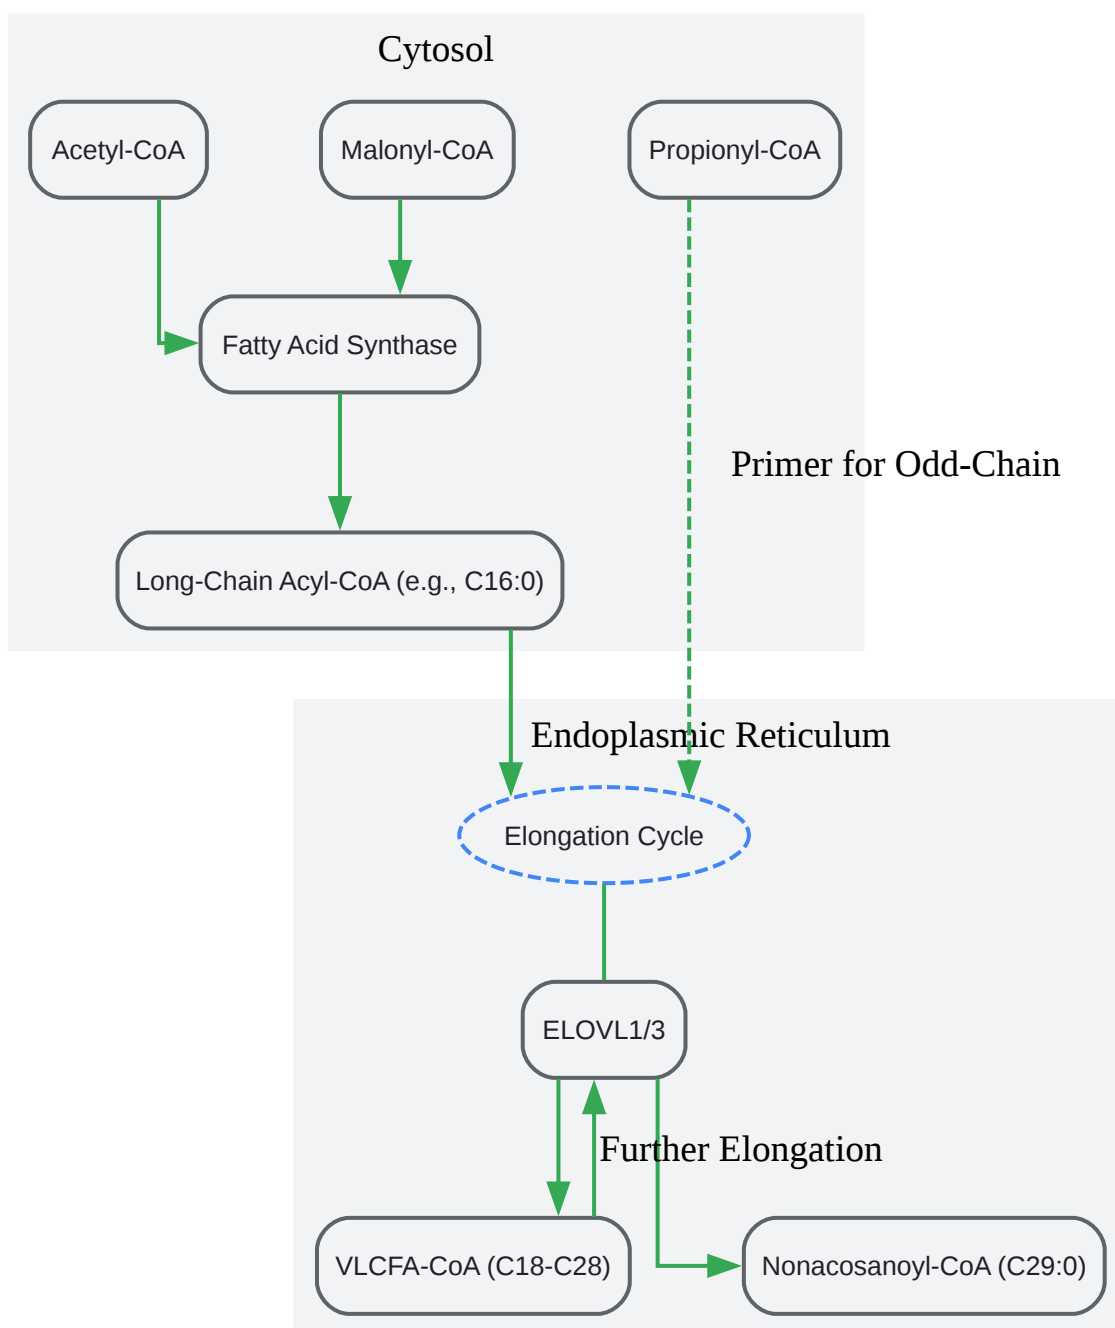 Cytosol
Acetyl-CoA
Malonyl-CoA
Propionyl-CoA
Fatty Acid Synthase
Primer for Odd-Chain
Long-Chain Acyl-CoA (e.g., C16:0)
Endoplasmic Reticulum
Elongation Cycle
ELOVL1/3
Further Elongation
VLCFA-CoA (C18-C28)
Nonacosanoyl-CoA (C29:0)